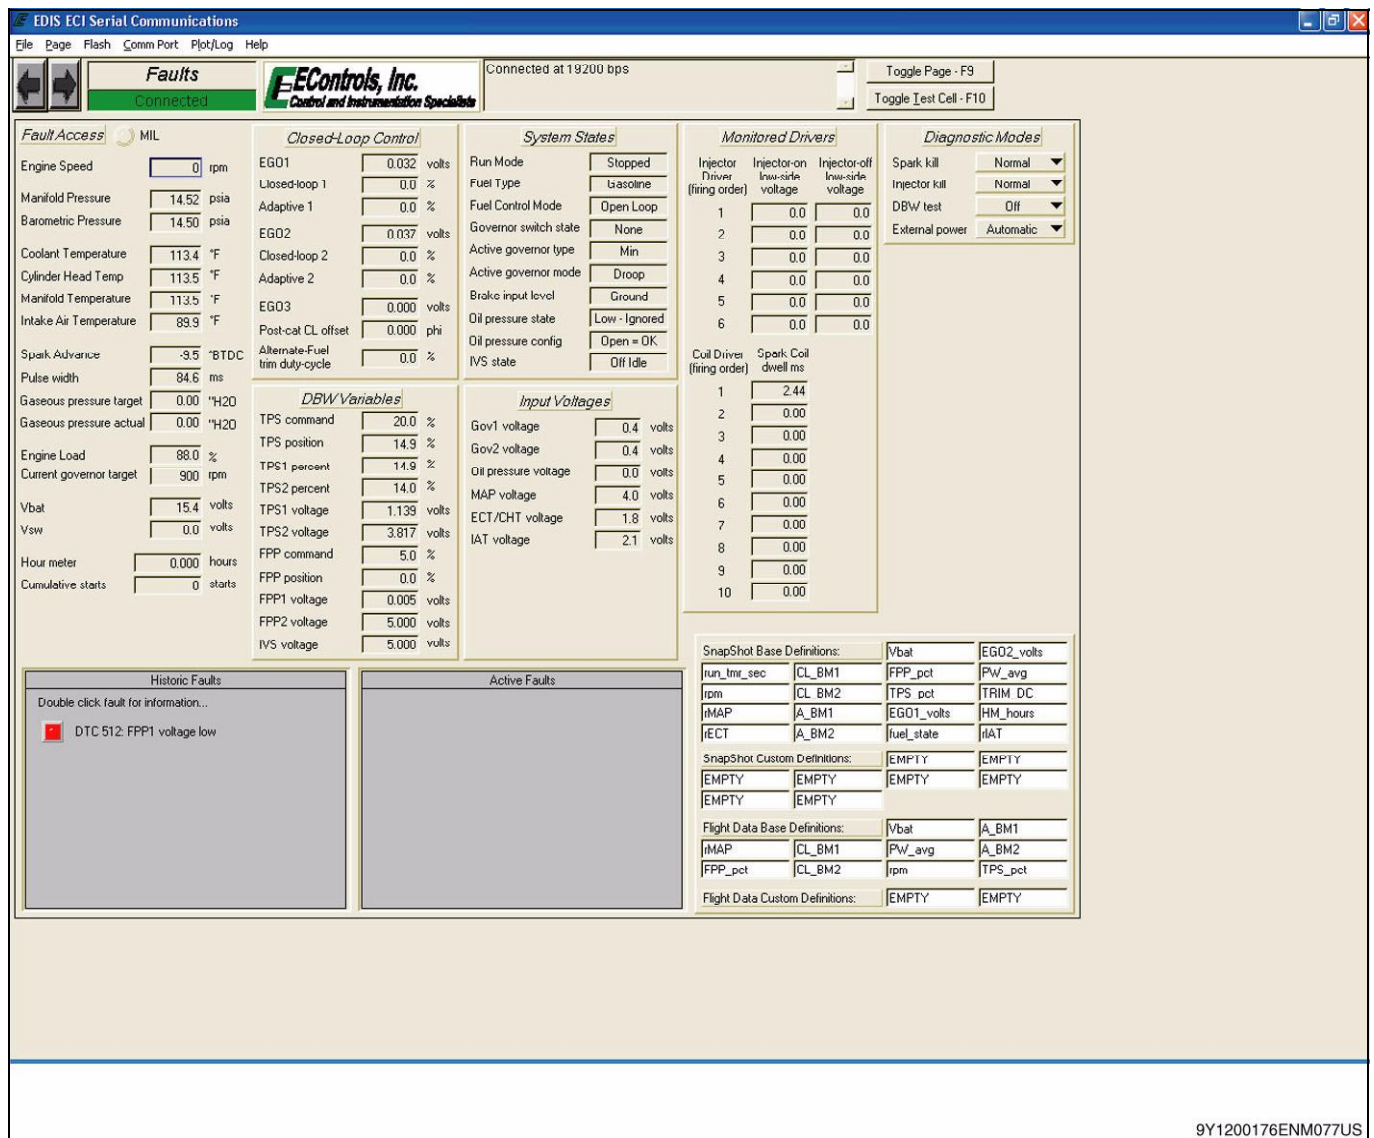 EDIS ECI Serial Communications
File Page Flash Comm Port Plot/Log Help
Faults
Connected
EControls, Inc.
Control and Instrumentation Specialists
Connected at 19200 bps
Toggle Page - F9
Toggle Test Cell - F10
Fault Access MIL
Engine Speed 0 rpm
Manifold Pressure 14.52 psia
Barometric Pressure 14.50 psia
Coolant Temperature 113.4 °F
Cylinder Head Temp 113.5 °F
Manifold Temperature 113.5 °F
Intake Air Temperature 89.9 °F
Spark Advance -9.5 °BTDC
Pulse width 84.6 ms
Gaseous pressure target 0.00 "H2O
Gaseous pressure actual 0.00 "H2O
Engine Load 88.0 %
Current governor target 900 rpm
Vbat 15.4 volts
Vsw 0.0 volts
Hour meter 0.000 hours
Cumulative starts 0 starts
Closed-Loop Control
EGO1 0.032 volts
Closed-loop 1 0.0 %
Adaptive 1 0.0 %
EGO2 0.037 volts
Closed-loop 2 0.0 %
Adaptive 2 0.0 %
EGO3 0.000 volts
Post-cat CL offset 0.000 phi
Alternate-Fuel
trim duty-cycle 0.0 %
DBW Variables
TPS command 20.0 %
TPS position 14.9 %
TPS1 percent 14.9 %
TPS2 percent 14.0 %
TPS1 voltage 1.139 volts
TPS2 voltage 3.817 volts
FPP command 5.0 %
FPP position 0.0 %
FPP1 voltage 0.005 volts
FPP2 voltage 5.000 volts
IVS voltage 5.000 volts
System States
Run Mode Stopped
Fuel Type Gasoline
Fuel Control Mode Open Loop
Governor switch state None
Active governor type Min
Active governor mode Droop
Brake input level Ground
Oil pressure state Low - Ignored
Oil pressure config Open = OK
IVS state Off Idle
Input Voltages
Gov1 voltage 0.4 volts
Gov2 voltage 0.4 volts
Oil pressure voltage 0.0 volts
MAP voltage 4.0 volts
ECT/CHT voltage 1.8 volts
IAT voltage 2.1 volts
Monitored Drivers
Injector Injector-on Injector-off
Driver low-side low-side
(firing order) voltage voltage
1 0.0 0.0
2 0.0 0.0
3 0.0 0.0
4 0.0 0.0
5 0.0 0.0
6 0.0 0.0
Coil Driver Spark Coil
(firing order) dwell ms
1 2.44
2 0.00
3 0.00
4 0.00
5 0.00
6 0.00
7 0.00
8 0.00
9 0.00
10 0.00
Diagnostic Modes
Spark kill Normal
Injector kill Normal
DBW test Off
External power Automatic
Historic Faults
Double click fault for information...
DTC 512: FPP1 voltage low
Active Faults
SnapShot Base Definitions: Vbat EGO2_volts
run_tmr_sec CL_BM1 FPP_pct PW_avg
rpm CL_BM2 TPS_pct TRIM_DC
rMAP A_BM1 EGO1_volts HM_hours
rECT A_BM2 fuel_state rIAT
SnapShot Custom Definitions: EMPTY EMPTY
EMPTY EMPTY EMPTY EMPTY
EMPTY EMPTY
Flight Data Base Definitions: Vbat A_BM1
rMAP CL_BM1 PW_avg A_BM2
FPP_pct CL_BM2 rpm TPS_pct
Flight Data Custom Definitions: EMPTY EMPTY
9Y1200176ENM077US